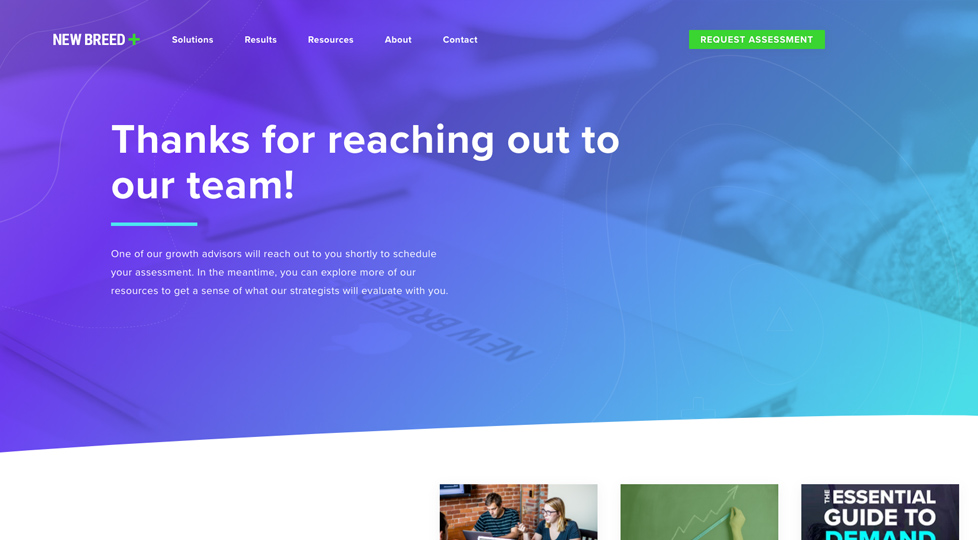 NEW BREED+
Solutions
Results
Resources
About
Contact
REQUEST ASSESSMENT
Thanks for reaching out to
our team!
One of our growth advisors will reach out to you shortly to schedule
your assessment. In the meantime, you can explore more of our
resources to get a sense of what our strategists will evaluate with you.
NEW BREED
THE ESSENTIAL
GUIDE TO
DEMAND